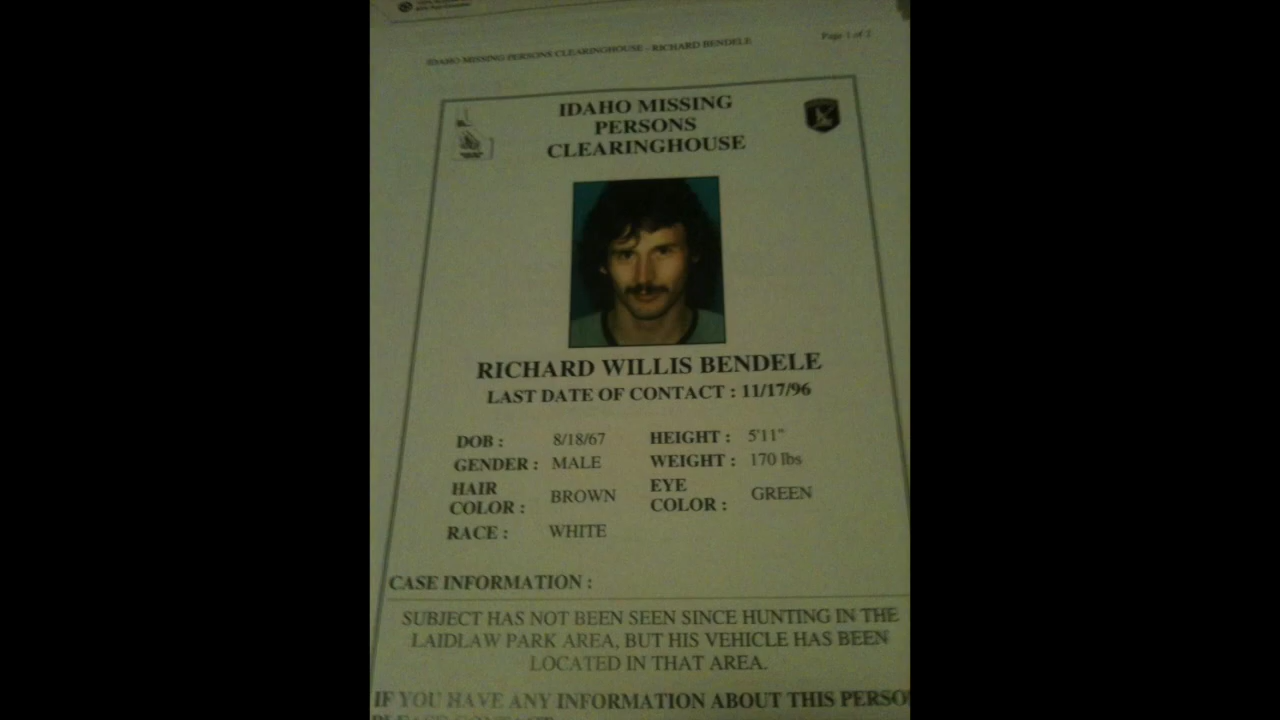 IDAHO MISSING PERSONS CLEARINGHOUSE - RICHARD BENDELE
Page 1 of 2
IDAHO MISSING
PERSONS
CLEARINGHOUSE
RICHARD WILLIS BENDELE
LAST DATE OF CONTACT : 11/17/96
DOB : 8/18/67 HEIGHT : 5'11"
GENDER : MALE WEIGHT : 170 lbs
HAIR COLOR : BROWN EYE COLOR : GREEN
RACE : WHITE
CASE INFORMATION :
SUBJECT HAS NOT BEEN SEEN SINCE HUNTING IN THE
LAIDLAW PARK AREA, BUT HIS VEHICLE HAS BEEN
LOCATED IN THAT AREA.
IF YOU HAVE ANY INFORMATION ABOUT THIS PERSO